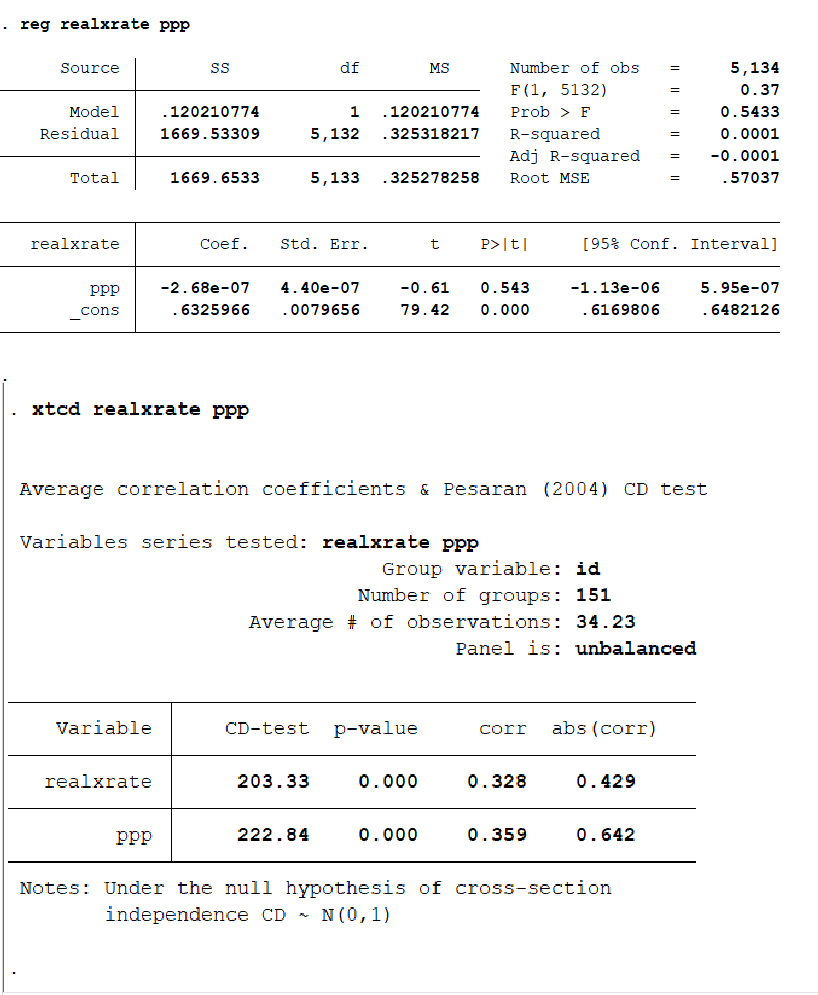 . reg realxrate ppp
Source SS df MS Number of obs = 5,134
F(1, 5132) = 0.37
Model .120210774 1 .120210774 Prob > F = 0.5433
Residual 1669.53309 5,132 .325318217 R-squared = 0.0001
Adj R-squared = -0.0001
Total 1669.6533 5,133 .325278258 Root MSE = .57037
realxrate Coef. Std. Err. t P>|t| [95% Conf. Interval]
ppp -2.68e-07 4.40e-07 -0.61 0.543 -1.13e-06 5.95e-07
_cons .6325966 .0079656 79.42 0.000 .6169806 .6482126
.
. xtcd realxrate ppp
Average correlation coefficients & Pesaran (2004) CD test
Variables series tested: realxrate ppp
Group variable: id
Number of groups: 151
Average # of observations: 34.23
Panel is: unbalanced
Variable CD-test p-value corr abs(corr)
realxrate 203.33 0.000 0.328 0.429
ppp 222.84 0.000 0.359 0.642
Notes: Under the null hypothesis of cross-section
independence CD ~ N(0,1)
.